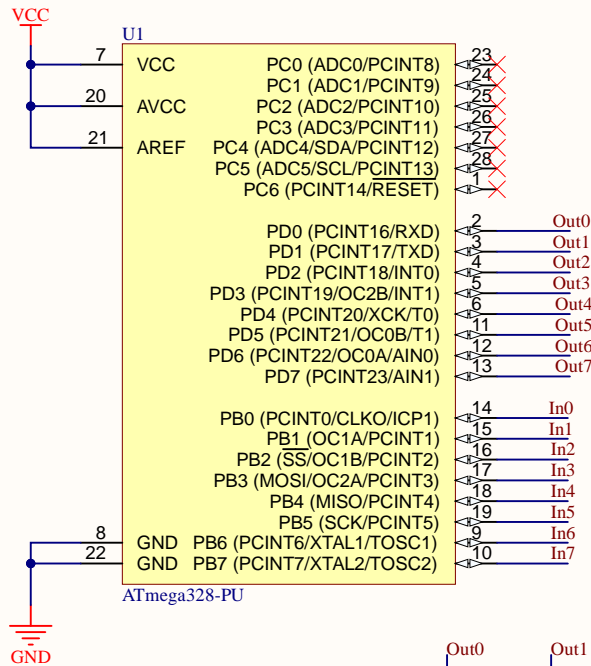 VCC
U1
7 VCC PC0 (ADC0/PCINT8) 23
PC1 (ADC1/PCINT9) 24
20 AVCC PC2 (ADC2/PCINT10) 25
PC3 (ADC3/PCINT11) 26
21 AREF PC4 (ADC4/SDA/PCINT12) 27
PC5 (ADC5/SCL/PCINT13) 28
PC6 (PCINT14/RESET) 1
PD0 (PCINT16/RXD) 2 Out0
PD1 (PCINT17/TXD) 3 Out1
PD2 (PCINT18/INT0) 4 Out2
PD3 (PCINT19/OC2B/INT1) 5 Out3
PD4 (PCINT20/XCK/T0) 6 Out4
PD5 (PCINT21/OC0B/T1) 11 Out5
PD6 (PCINT22/OC0A/AIN0) 12 Out6
PD7 (PCINT23/AIN1) 13 Out7
PB0 (PCINT0/CLKO/ICP1) 14 In0
PB1 (OC1A/PCINT1) 15 In1
PB2 (SS/OC1B/PCINT2) 16 In2
PB3 (MOSI/OC2A/PCINT3) 17 In3
PB4 (MISO/PCINT4) 18 In4
PB5 (SCK/PCINT5) 19 In5
8 GND PB6 (PCINT6/XTAL1/TOSC1) 9 In6
22 GND PB7 (PCINT7/XTAL2/TOSC2) 10 In7
ATmega328-PU
GND
Out0 Out1